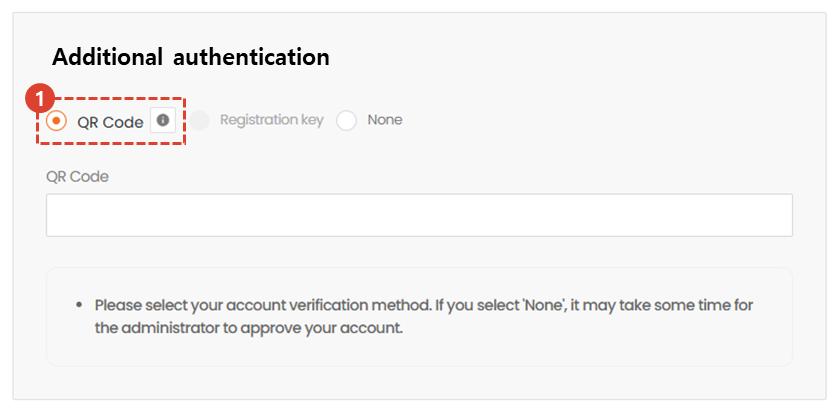 Additional authentication
1
QR Code Registration key None
QR Code
Please select your account verification method. If you select 'None', it may take some time for
the administrator to approve your account.